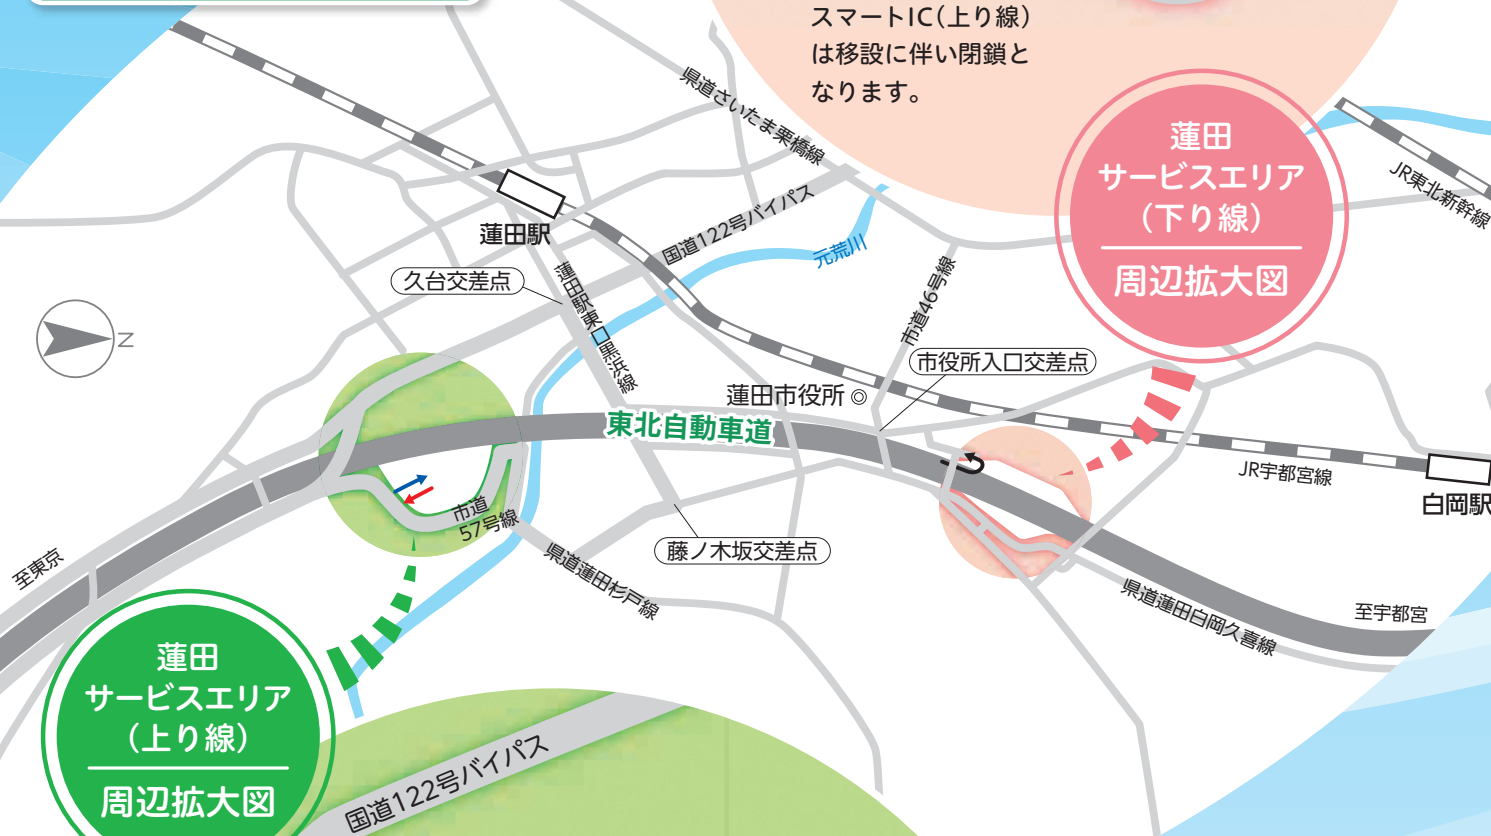 スマートIC（上り線）
は移設に伴い閉鎖と
なります。
蓮田
サービスエリア
（下り線）
周辺拡大図
県道さいたま栗橋線
JR東北新幹線
国道122号バイパス
蓮田駅
元荒川
久台交差点
蓮田駅東口黒浜線
市道46号線
N
市役所入口交差点
蓮田市役所
東北自動車道
JR宇都宮線
白岡駅
市道
57号線
藤ノ木坂交差点
至東京
県道蓮田杉戸線
県道蓮田白岡久喜線
至宇都宮
蓮田
サービスエリア
（上り線）
周辺拡大図
国道122号バイパス